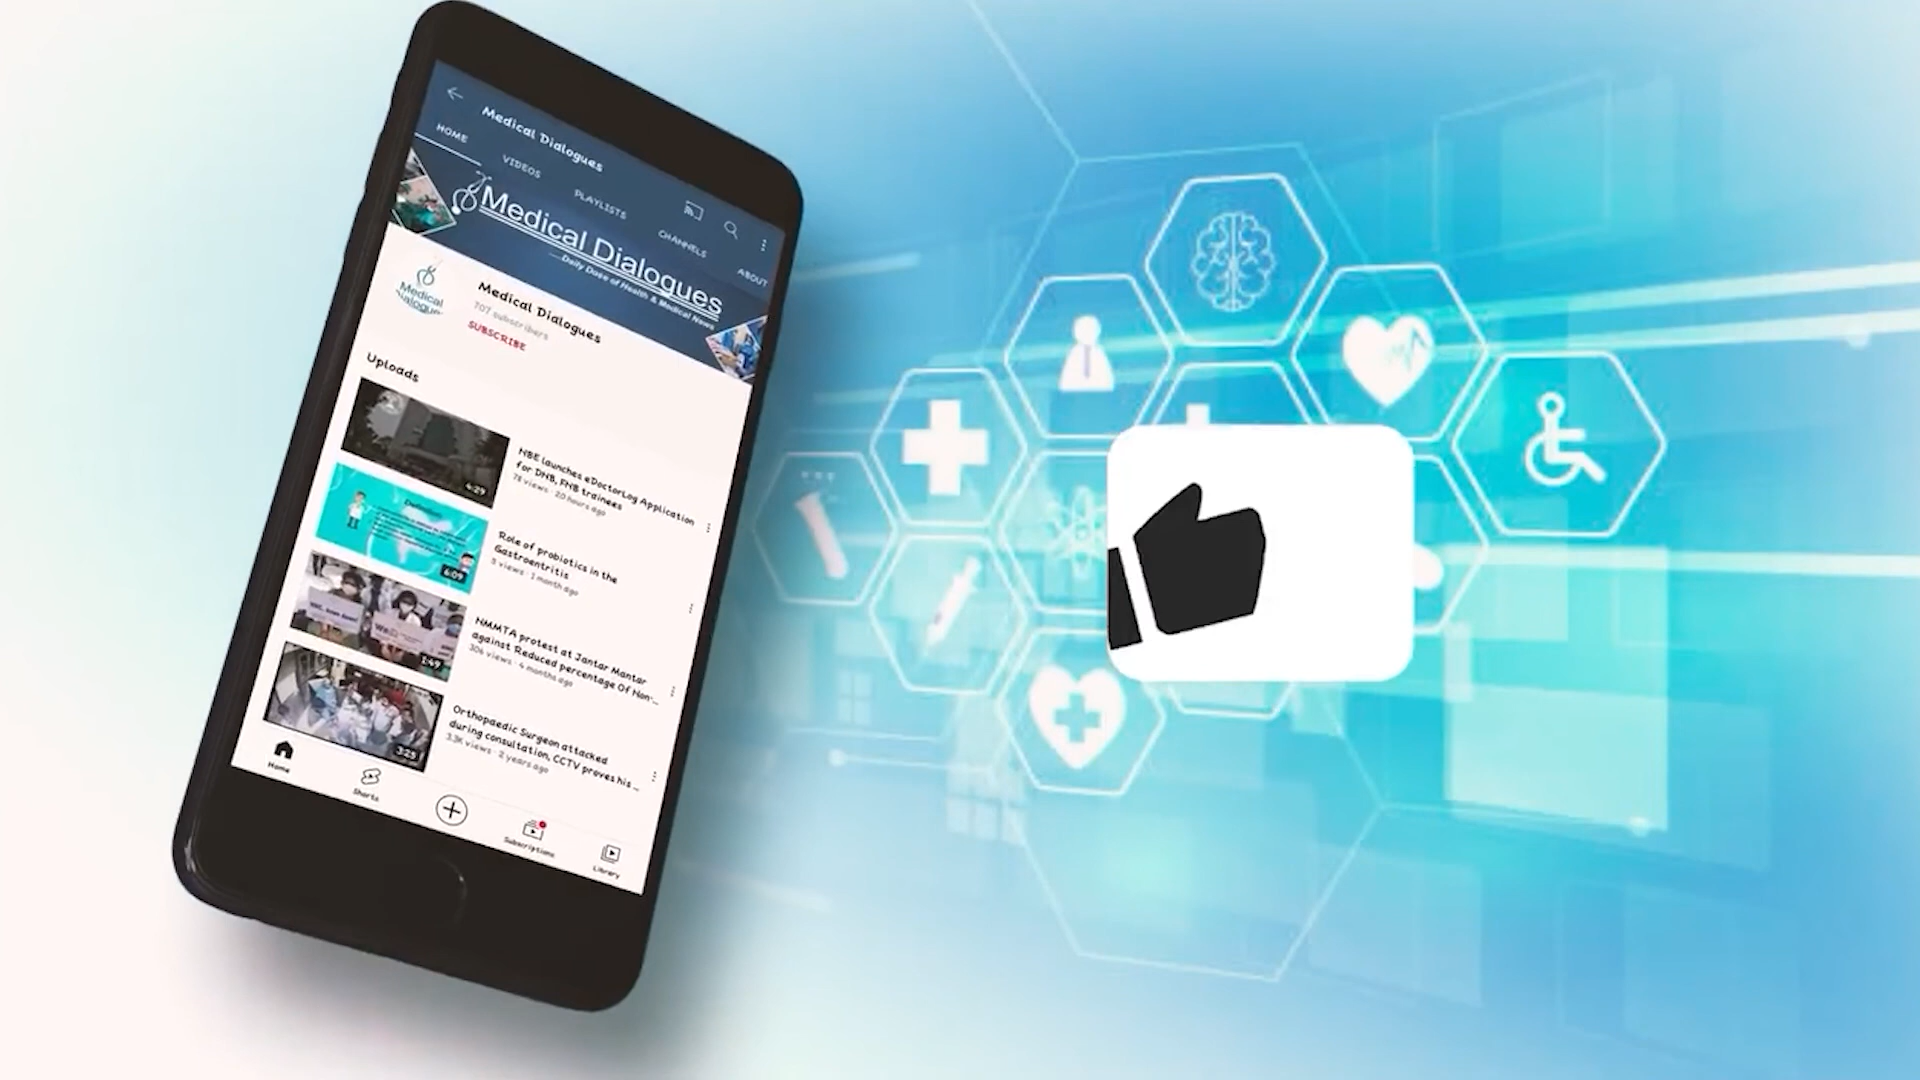 Medical Dialogues
HOME
VIDEOS
PLAYLISTS
CHANNELS
ABOUT
Medical Dialogues
....Daily Dose of Health & Medical News
Medical
Dialogues
Medical Dialogues
707 subscribers
SUBSCRIBE
Uploads
4:29
NBE launches eDoctorLog Application
for DNB, FNB trainees
78 views · 20 hours ago
Definition
6:09
Role of probiotics in the
Gastroentritis
8 views · 1 month ago
1:49
NMMTA protest at Jantar Mantar
against Reduced percentage Of Non-...
306 views · 4 months ago
3:25
Orthopaedic Surgeon attacked
during consultation, CCTV proves his ...
3.3K views · 2 years ago
Home
Shorts
Subscriptions
Library